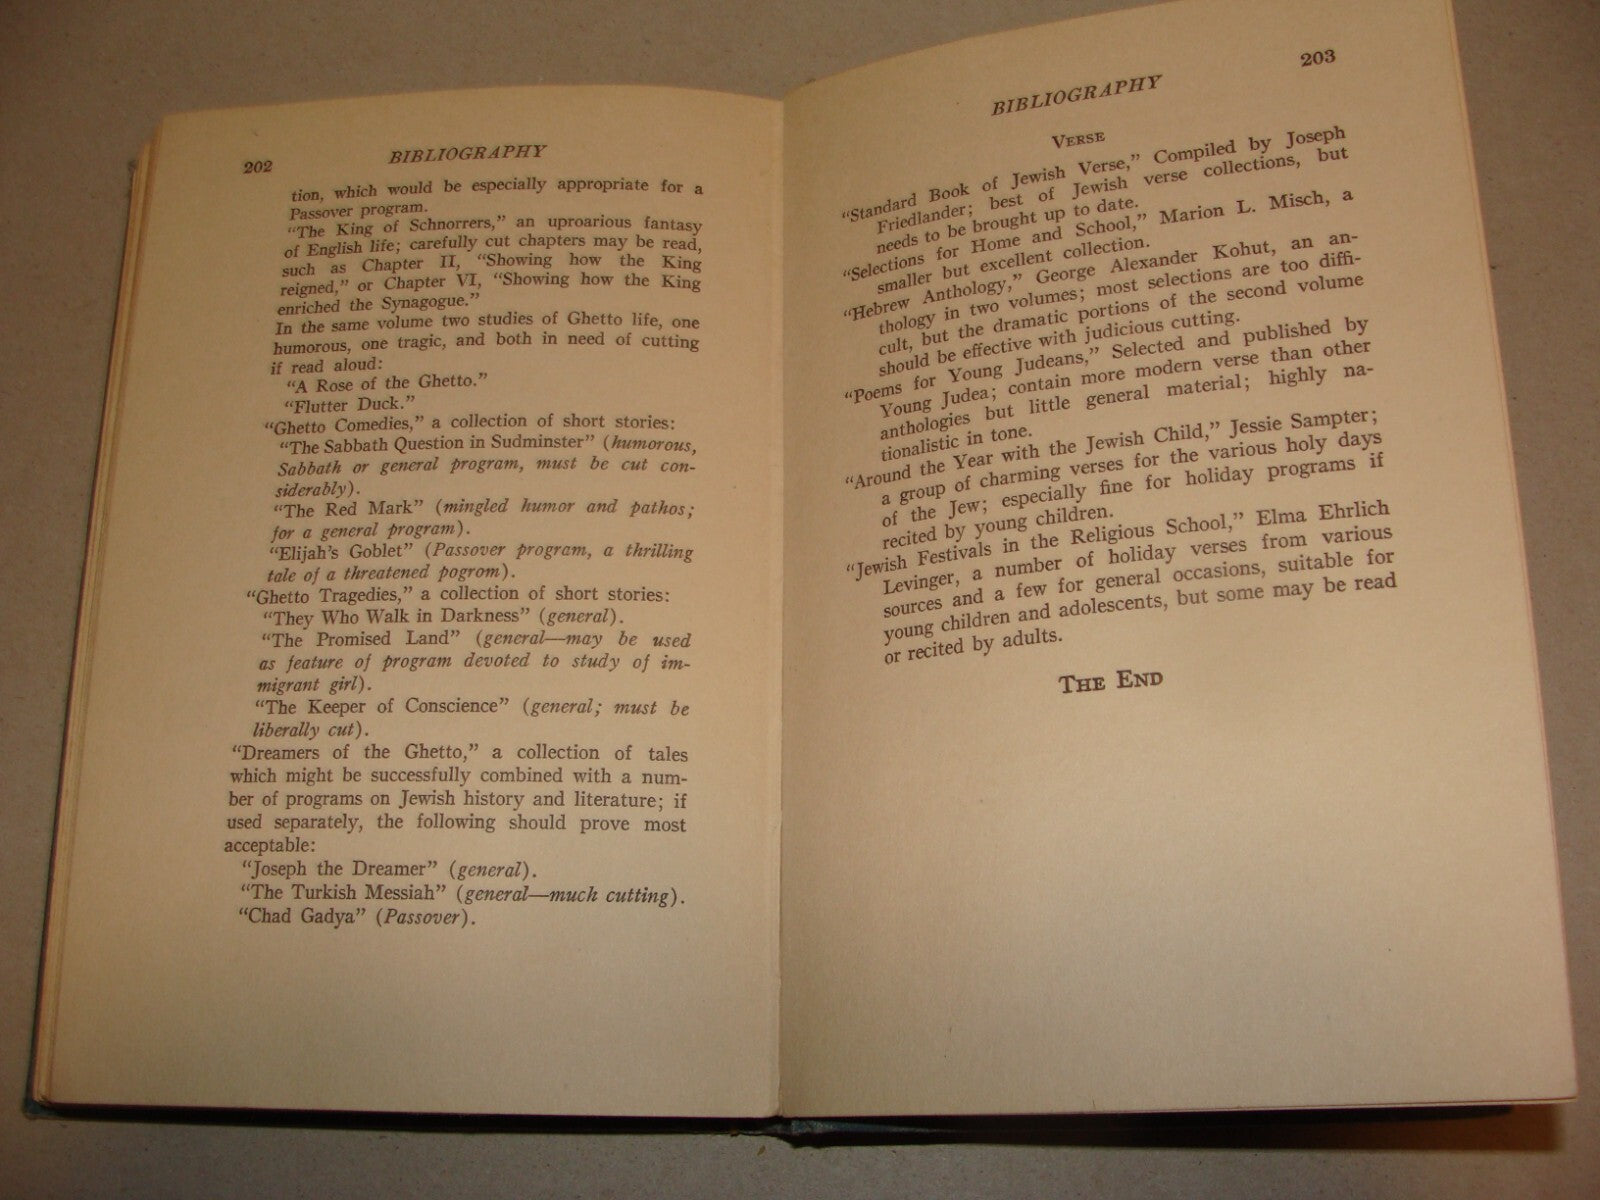 202 BIBLIOGRAPHY
tion, which would be especially appropriate for a
Passover program.
“The King of Schnorrers,” an uproarious fantasy
of English life; carefully cut chapters may be read,
such as Chapter II, “Showing how the King
reigned,” or Chapter VI, “Showing how the King
enriched the Synagogue.”
In the same volume two studies of Ghetto life, one
humorous, one tragic, and both in need of cutting
if read aloud:
“A Rose of the Ghetto.”
“Flutter Duck.”
“Ghetto Comedies,” a collection of short stories:
“The Sabbath Question in Sudminster” (humorous,
Sabbath or general program, must be cut con-
siderably).
“The Red Mark” (mingled humor and pathos;
for a general program).
“Elijah’s Goblet” (Passover program, a thrilling
tale of a threatened pogrom).
“Ghetto Tragedies,” a collection of short stories:
“They Who Walk in Darkness” (general).
“The Promised Land” (general—may be used
as feature of program devoted to study of im-
migrant girl).
“The Keeper of Conscience” (general; must be
liberally cut).
“Dreamers of the Ghetto,” a collection of tales
which might be successfully combined with a num-
ber of programs on Jewish history and literature; if
used separately, the following should prove most
acceptable:
“Joseph the Dreamer” (general).
“The Turkish Messiah” (general—much cutting).
“Chad Gadya” (Passover).
BIBLIOGRAPHY 203
VERSE
“Standard Book of Jewish Verse,” Compiled by Joseph
Friedlander; best of Jewish verse collections, but
needs to be brought up to date.
“Selections for Home and School,” Marion L. Misch, a
smaller but excellent collection.
“Hebrew Anthology,” George Alexander Kohut, an an-
thology in two volumes; most selections are too diffi-
cult, but the dramatic portions of the second volume
should be effective with judicious cutting.
“Poems for Young Judeans,” Selected and published by
Young Judea; contain more modern verse than other
anthologies but little general material; highly na-
tionalistic in tone.
“Around the Year with the Jewish Child,” Jessie Sampter;
a group of charming verses for the various holy days
of the Jew; especially fine for holiday programs if
recited by young children.
“Jewish Festivals in the Religious School,” Elma Ehrlich
Levinger, a number of holiday verses from various
sources and a few for general occasions, suitable for
young children and adolescents, but some may be read
or recited by adults.
THE END